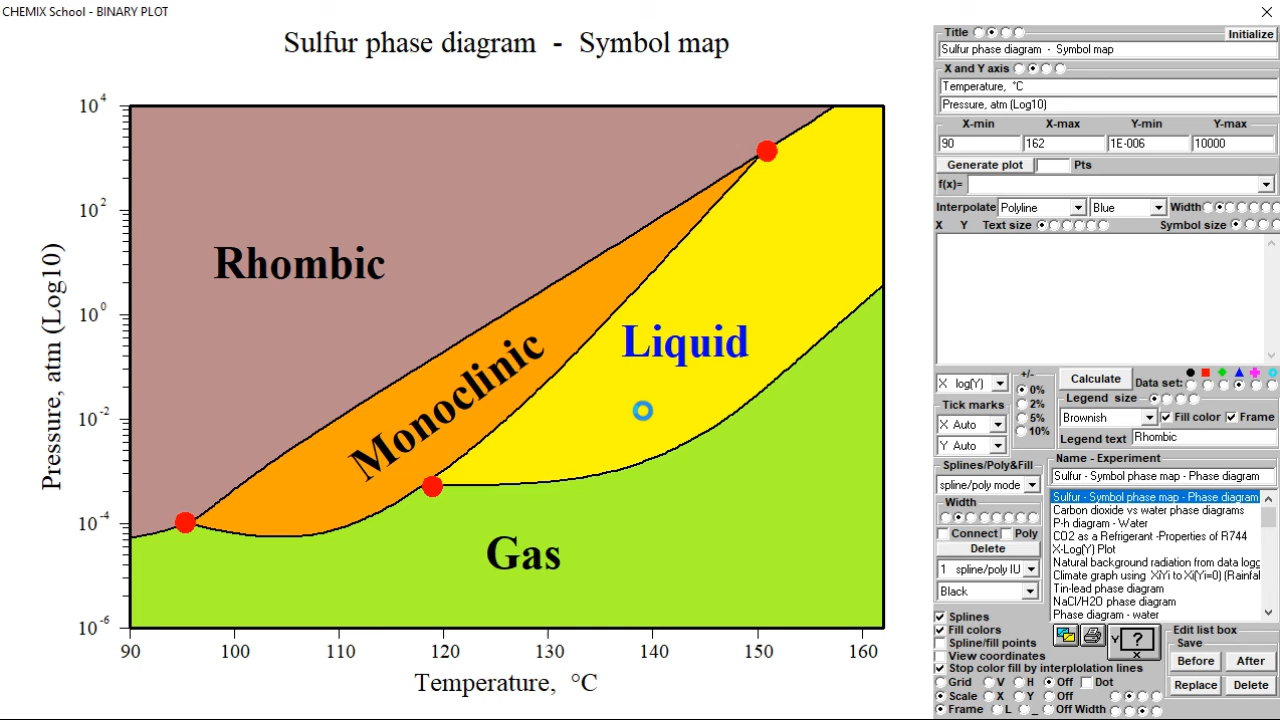 CHEMIX School - BINARY PLOT
Sulfur phase diagram - Symbol map
10^4
10^2
10^0
10^-2
10^-4
10^-6
Pressure, atm (Log10)
Rhombic
Monoclinic
Liquid
Gas
90 100 110 120 130 140 150 160
Temperature, °C
Title
Initialize
Sulfur phase diagram - Symbol map
X and Y axis
Temperature, °C
Pressure, atm (Log10)
X-min X-max Y-min Y-max
90 162 1E-006 10000
Generate plot Pts
f(x)=
Interpolate Polyline Blue Width
X Y Text size Symbol size
X log(Y)
+/-
0%
2%
5%
10%
Calculate
Data set:
Tick marks
X Auto
Y Auto
Legend size
Brownish Fill color Frame
Legend text Rhombic
Splines/Poly&Fill
spline/poly mode
Width
Connect Poly
Delete
1 spline/poly IU
Black
Name - Experiment
Sulfur - Symbol phase map - Phase diagram
Sulfur - Symbol phase map - Phase diagram
Carbon dioxide vs water phase diagrams
P-h diagram - Water
CO2 as a Refrigerant -Properties of R744
X-Log(Y) Plot
Natural background radiation from data logg
Climate graph using XiYi to Xi(Yi=0) (Rainfal
Tin-lead phase diagram
NaCl/H2O phase diagram
Phase diagram - water
Splines
Fill colors
Spline/fill points
View coordinates
Stop color fill by interplolation lines
Grid V H Off Dot
Scale X Y Off
Frame L _ Off Width
Y ? X
Edit list box
Save
Before After
Replace Delete